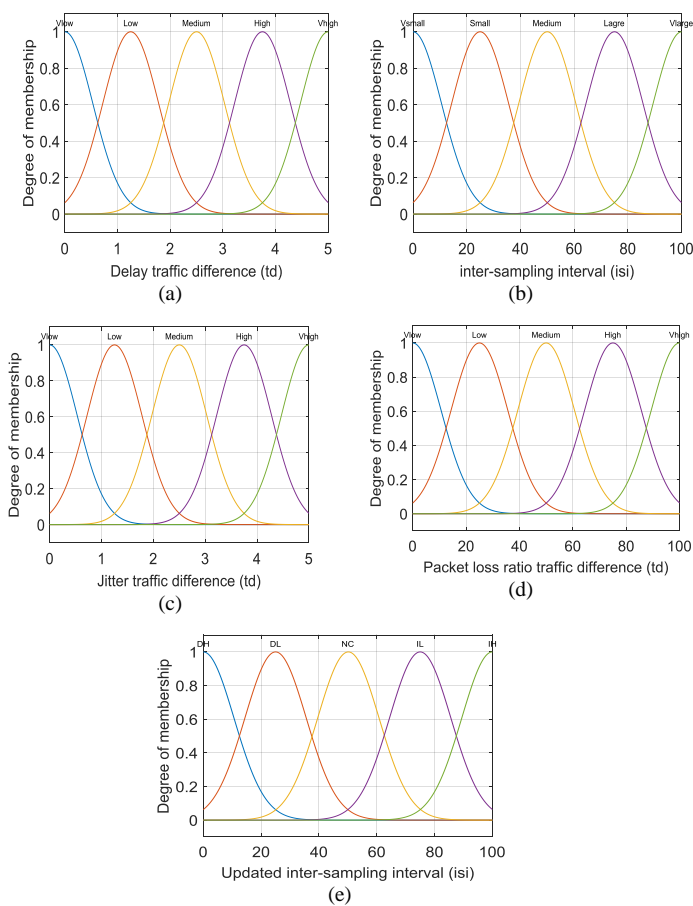 Vlow Low Medium High Vhigh
1
0.8
0.6
0.4
0.2
0
Degree of membership
0 1 2 3 4 5
Delay traffic difference (td)
(a)
Vsmall Small Medium Lagre Vlarge
1
0.8
0.6
0.4
0.2
0
Degree of membership
0 20 40 60 80 100
inter-sampling interval (isi)
(b)
Vlow Low Medium High Vhigh
1
0.8
0.6
0.4
0.2
0
Degree of membership
0 1 2 3 4 5
Jitter traffic difference (td)
(c)
Vlow Low Medium High Vhigh
1
0.8
0.6
0.4
0.2
0
Degree of membership
0 20 40 60 80 100
Packet loss ratio traffic difference (td)
(d)
DH DL NC IL IH
1
0.8
0.6
0.4
0.2
0
Degree of membership
0 20 40 60 80 100
Updated inter-sampling interval (isi)
(e)